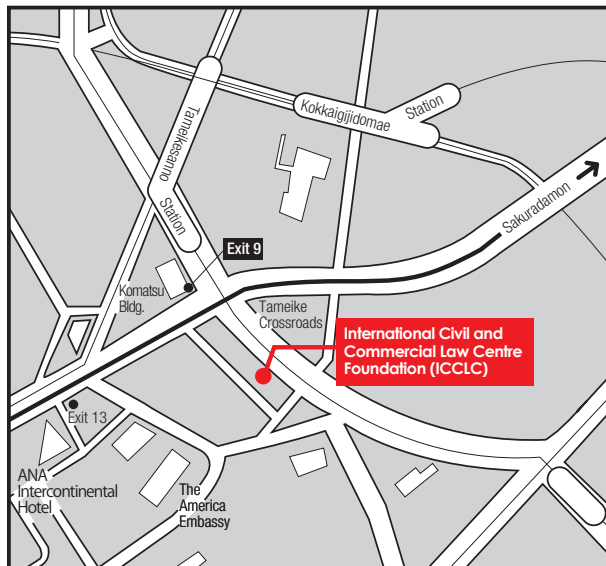 Kokkaigijidomae
Station
Tameikesanno
Station
Sakuradamon
Exit 9
Komatsu
Bldg.
Tameike
Crossroads
International Civil and
Commercial Law Centre
Foundation (ICCLC)
Exit 13
ANA
Intercontinental
Hotel
The
America
Embassy